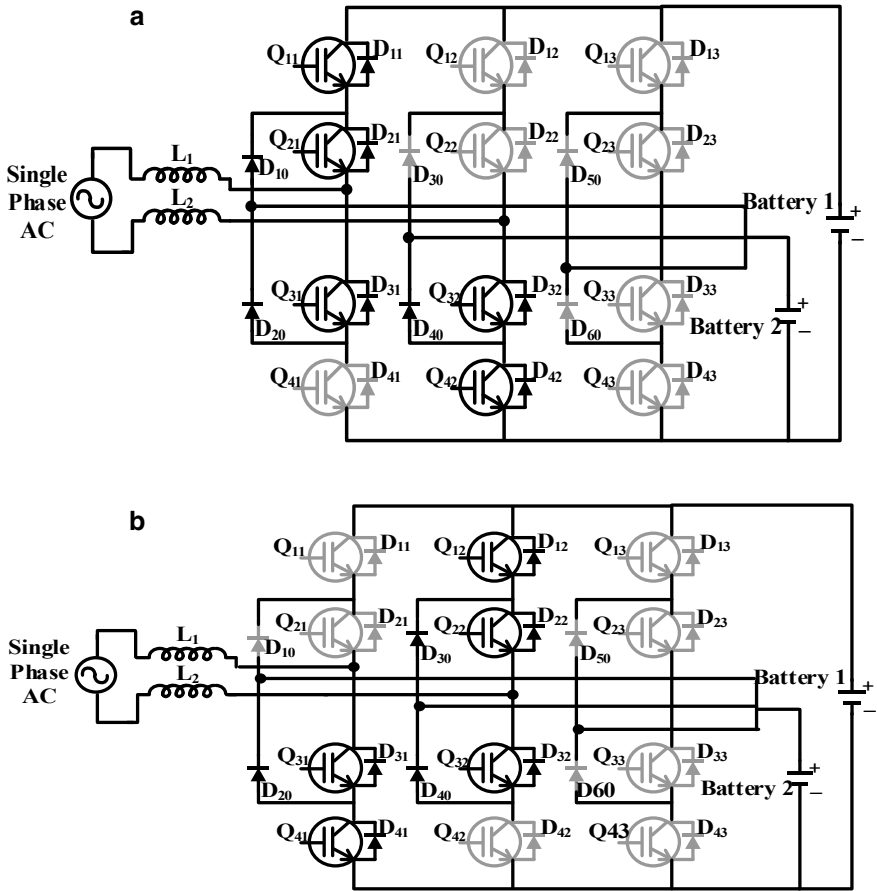 a
Q₁₁ D₁₁ Q₁₂ D₁₂ Q₁₃ D₁₃
Q₂₁ D₂₁ Q₂₂ D₂₂ Q₂₃ D₂₃
D₁₀ D₃₀ D₅₀
Single Phase AC
L₁
L₂
Battery 1 + −
Q₃₁ D₃₁ Q₃₂ D₃₂ Q₃₃ D₃₃
D₂₀ D₄₀ D₆₀
Battery 2 + −
Q₄₁ D₄₁ Q₄₂ D₄₂ Q₄₃ D₄₃
b
Q₁₁ D₁₁ Q₁₂ D₁₂ Q₁₃ D₁₃
Q₂₁ D₂₁ Q₂₂ D₂₂ Q₂₃ D₂₃
D₁₀ D₃₀ D₅₀
Single Phase AC
L₁
L₂
Battery 1 + −
Q₃₁ D₃₁ Q₃₂ D₃₂ Q₃₃ D₃₃
D₂₀ D₄₀ D60
Battery 2 + −
Q₄₁ D₄₁ Q₄₂ D₄₂ Q43 D₄₃